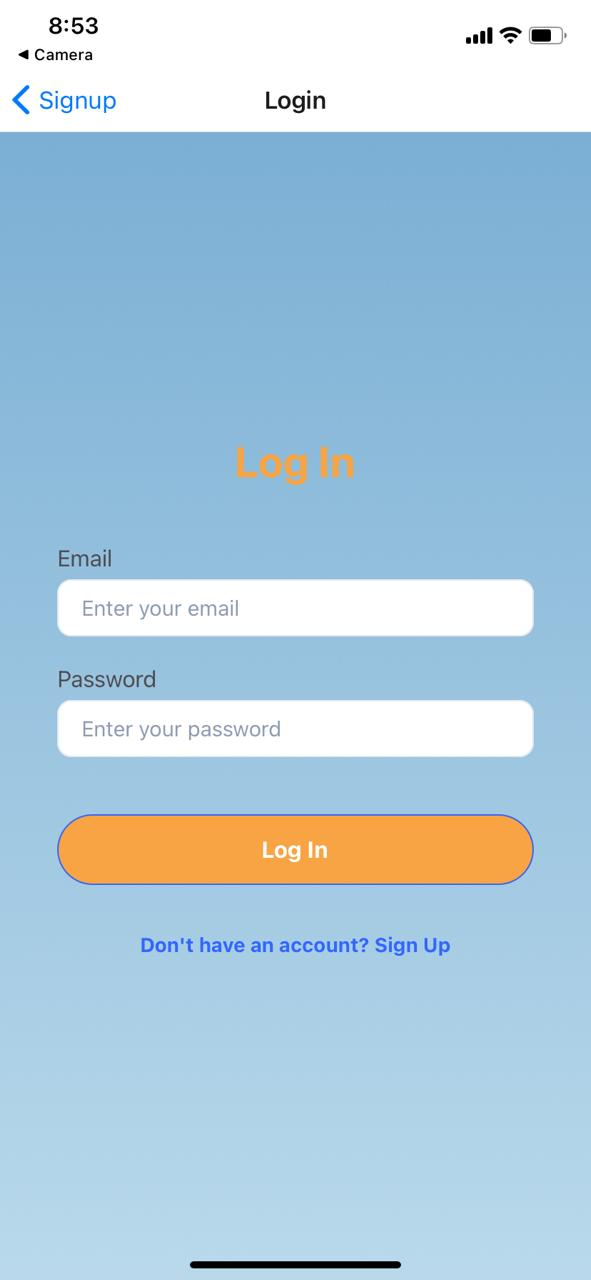 8:53
◀ Camera
Signup
Login
Log In
Email
Enter your email
Password
Enter your password
Log In
Don't have an account? Sign Up